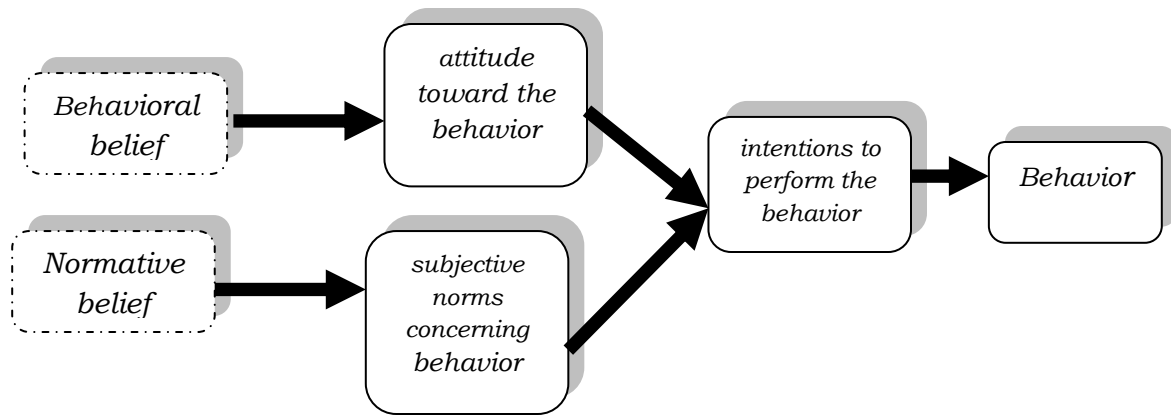 Behavioral
belief
attitude
toward the
behavior
Normative
belief
subjective
norms
concerning
behavior
intentions to
perform the
behavior
Behavior